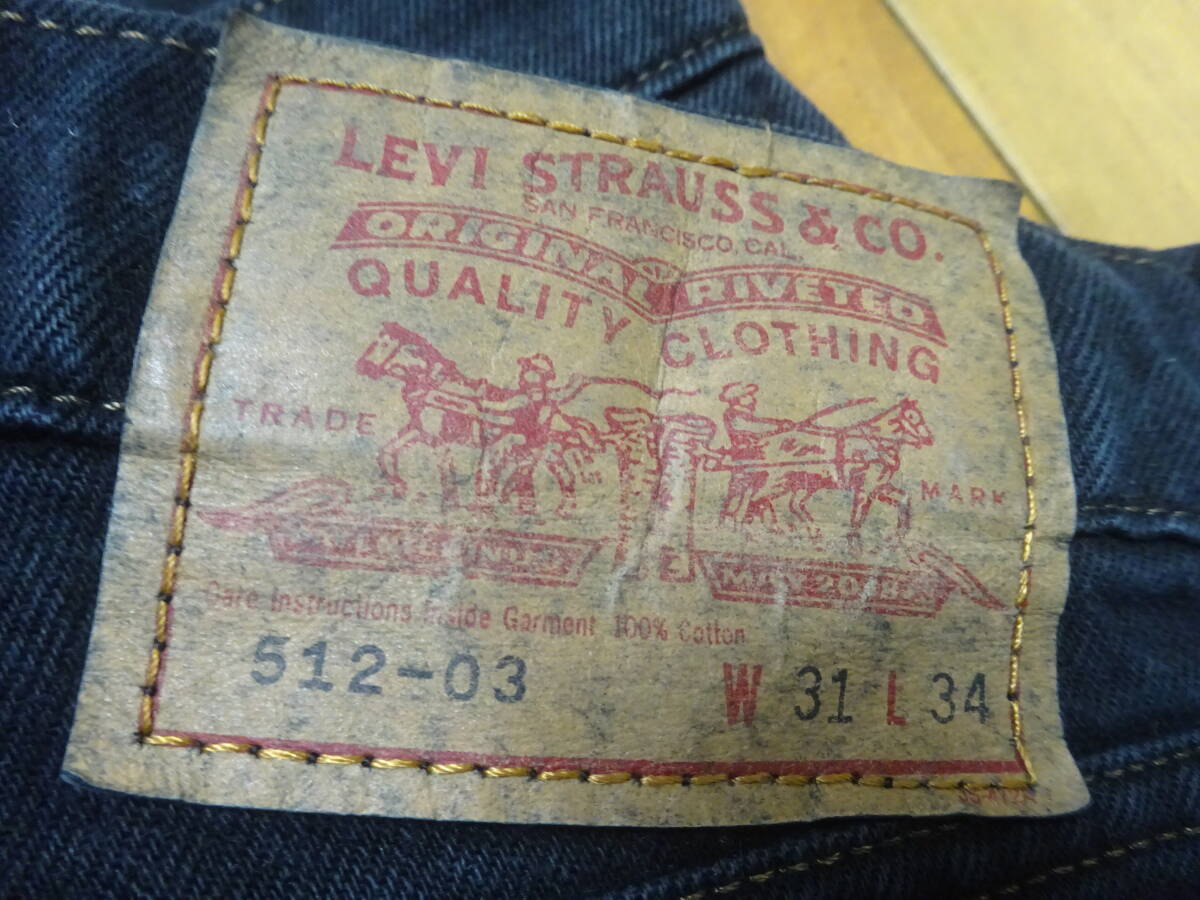 LEVI STRAUSS & CO.
SAN FRANCISCO, CAL.
ORIGINAL RIVETED
QUALITY CLOTHING
TRADE MARK
MAY 20 1873
Care Instructions Inside Garment 100% Cotton
512-03 W 31 L 34